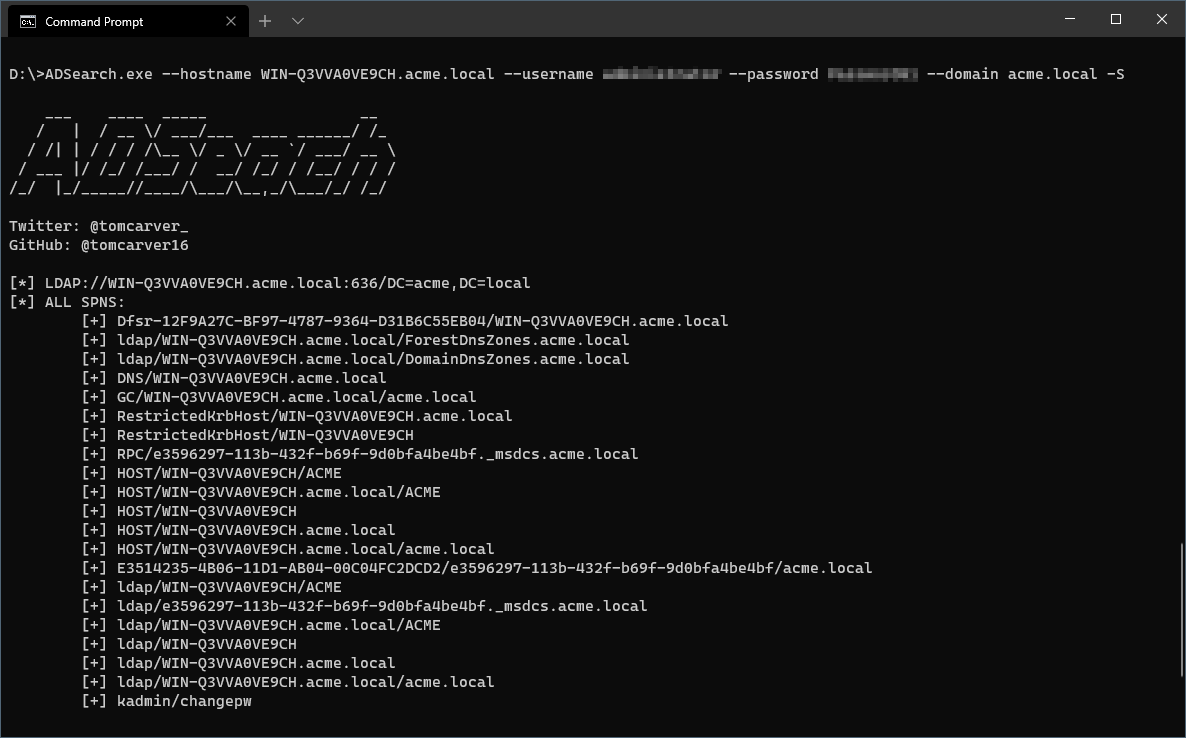 Command Prompt
D:\>ADSearch.exe --hostname WIN-Q3VVA0VE9CH.acme.local --username --password --domain acme.local -S
ADSearch
Twitter: @tomcarver_
GitHub: @tomcarver16
[*] LDAP://WIN-Q3VVA0VE9CH.acme.local:636/DC=acme,DC=local
[*] ALL SPNS:
[+] Dfsr-12F9A27C-BF97-4787-9364-D31B6C55EB04/WIN-Q3VVA0VE9CH.acme.local
[+] ldap/WIN-Q3VVA0VE9CH.acme.local/ForestDnsZones.acme.local
[+] ldap/WIN-Q3VVA0VE9CH.acme.local/DomainDnsZones.acme.local
[+] DNS/WIN-Q3VVA0VE9CH.acme.local
[+] GC/WIN-Q3VVA0VE9CH.acme.local/acme.local
[+] RestrictedKrbHost/WIN-Q3VVA0VE9CH.acme.local
[+] RestrictedKrbHost/WIN-Q3VVA0VE9CH
[+] RPC/e3596297-113b-432f-b69f-9d0bfa4be4bf._msdcs.acme.local
[+] HOST/WIN-Q3VVA0VE9CH/ACME
[+] HOST/WIN-Q3VVA0VE9CH.acme.local/ACME
[+] HOST/WIN-Q3VVA0VE9CH
[+] HOST/WIN-Q3VVA0VE9CH.acme.local
[+] HOST/WIN-Q3VVA0VE9CH.acme.local/acme.local
[+] E3514235-4B06-11D1-AB04-00C04FC2DCD2/e3596297-113b-432f-b69f-9d0bfa4be4bf/acme.local
[+] ldap/WIN-Q3VVA0VE9CH/ACME
[+] ldap/e3596297-113b-432f-b69f-9d0bfa4be4bf._msdcs.acme.local
[+] ldap/WIN-Q3VVA0VE9CH.acme.local/ACME
[+] ldap/WIN-Q3VVA0VE9CH
[+] ldap/WIN-Q3VVA0VE9CH.acme.local
[+] ldap/WIN-Q3VVA0VE9CH.acme.local/acme.local
[+] kadmin/changepw